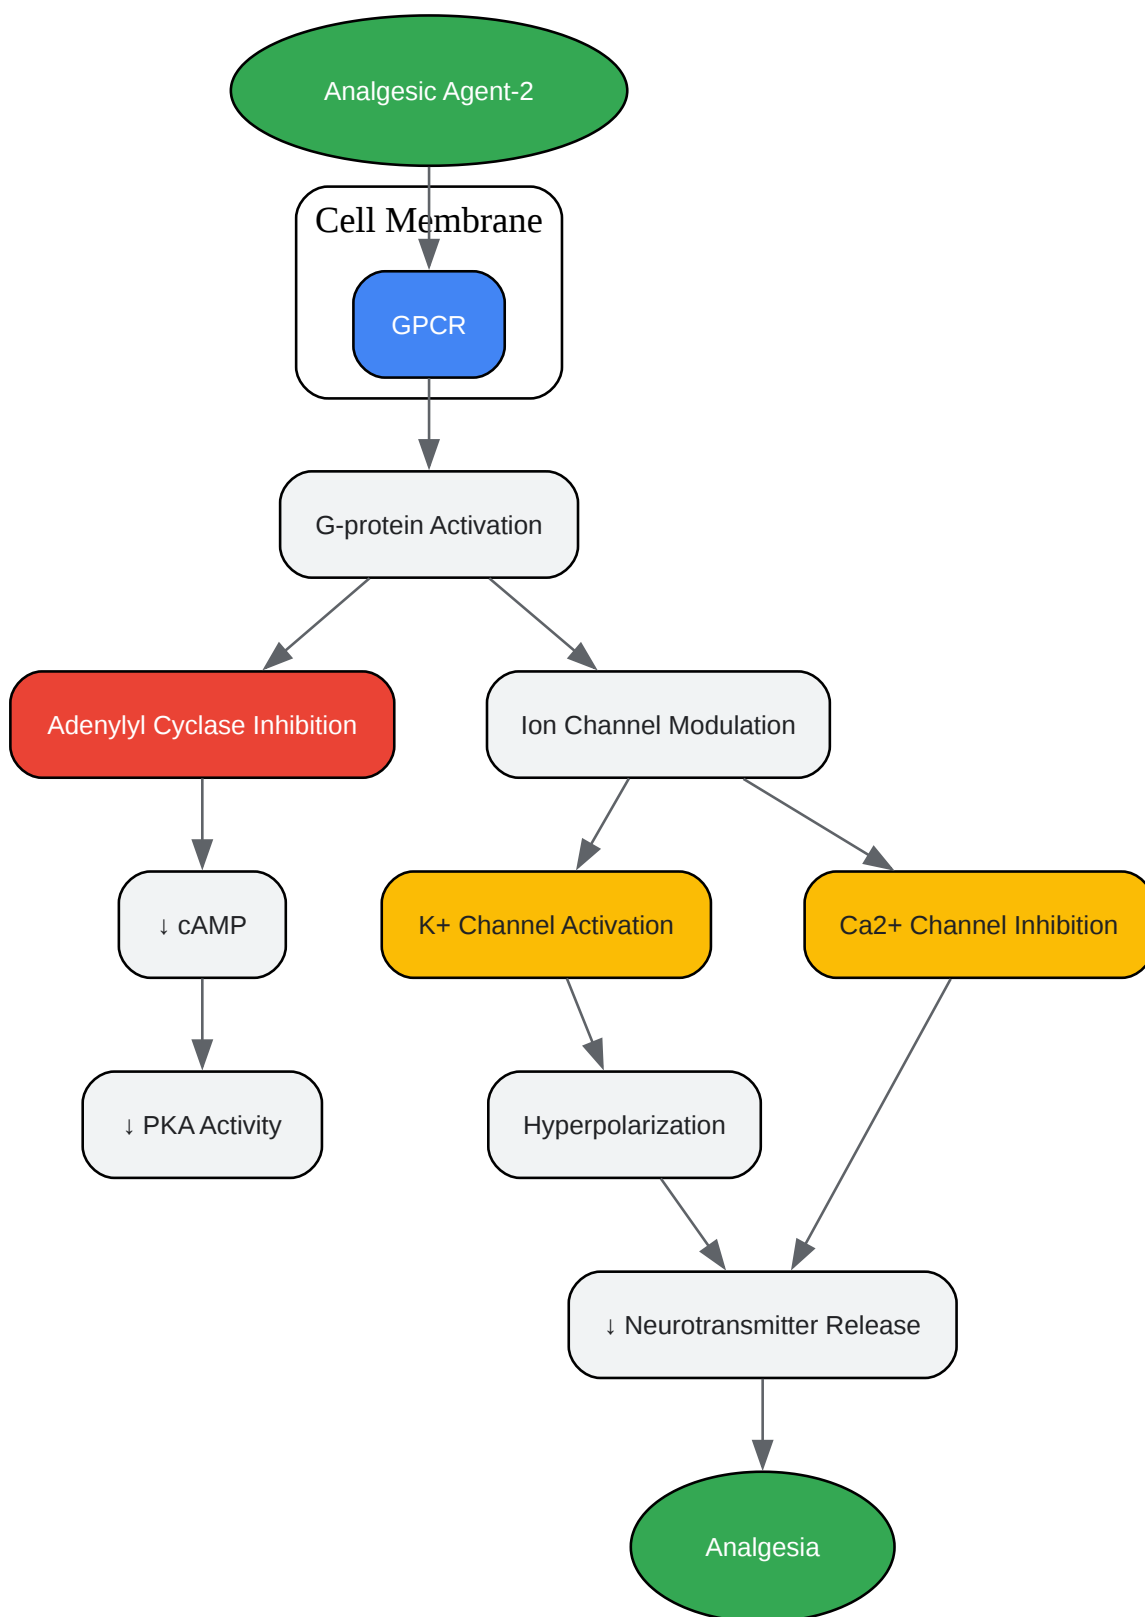 Analgesic Agent-2
Cell Membrane
GPCR
G-protein Activation
Adenylyl Cyclase Inhibition
Ion Channel Modulation
↓ cAMP
K+ Channel Activation
Ca2+ Channel Inhibition
↓ PKA Activity
Hyperpolarization
↓ Neurotransmitter Release
Analgesia